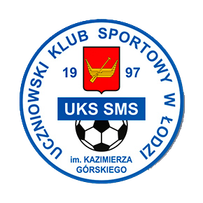 UCZNIOWSKI KLUB SPORTOWY W ŁODZI
19 97
UKS SMS
im. KAZIMIERZA
GÓRSKIEGO